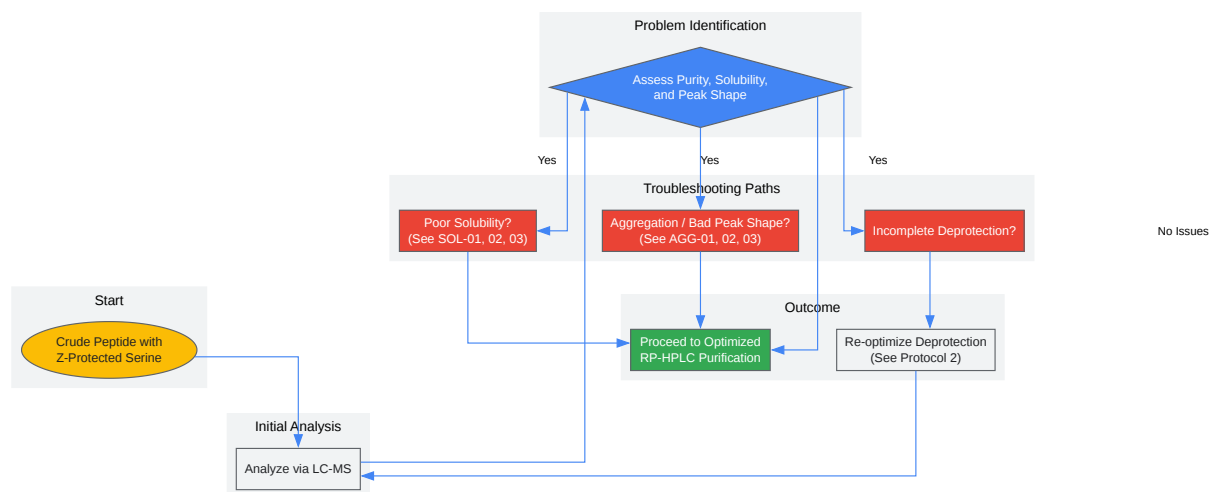 Problem Identification
Assess Purity, Solubility,
and Peak Shape
Yes
Yes
Yes
Troubleshooting Paths
Poor Solubility?
(See SOL-01, 02, 03)
Aggregation / Bad Peak Shape?
(See AGG-01, 02, 03)
Incomplete Deprotection?
No Issues
Start
Crude Peptide with
Z-Protected Serine
Outcome
Proceed to Optimized
RP-HPLC Purification
Re-optimize Deprotection
(See Protocol 2)
Initial Analysis
Analyze via LC-MS